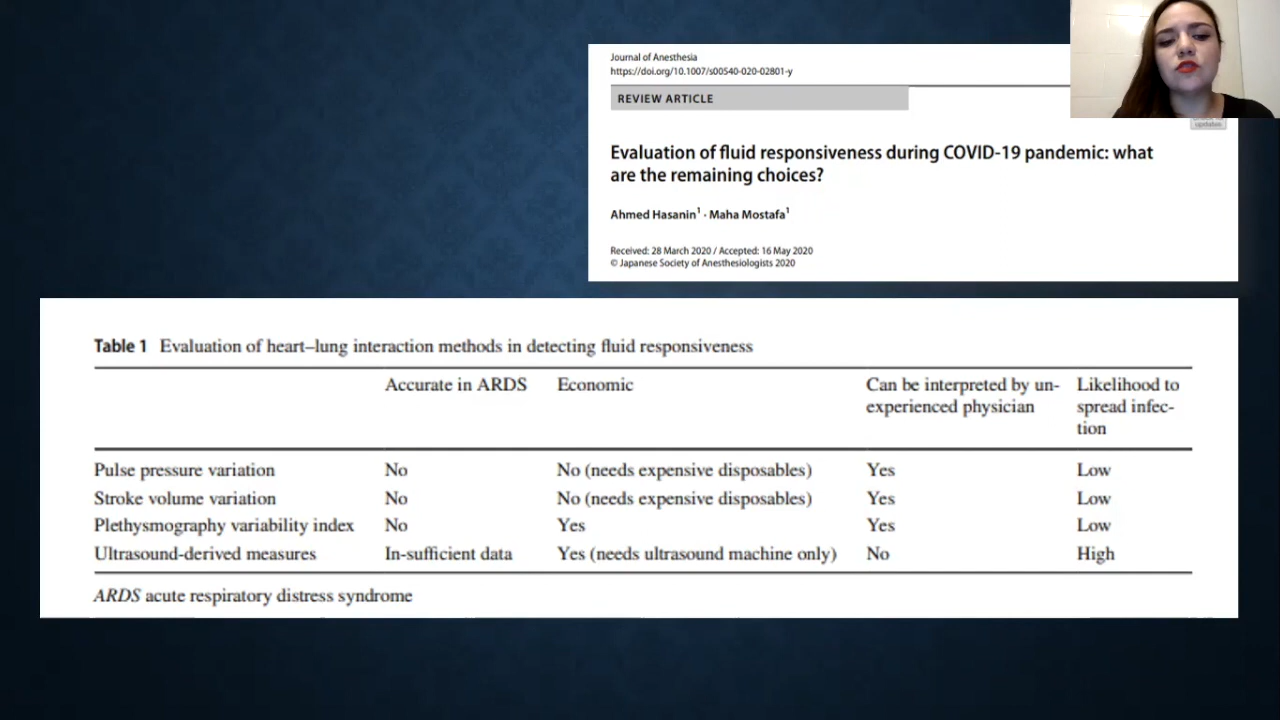 Journal of Anesthesia
https://doi.org/10.1007/s00540-020-02801-y
REVIEW ARTICLE
updates
Evaluation of fluid responsiveness during COVID-19 pandemic: what
are the remaining choices?
Ahmed Hasanin1 · Maha Mostafa1
Received: 28 March 2020 / Accepted: 16 May 2020
© Japanese Society of Anesthesiologists 2020
Table 1 Evaluation of heart–lung interaction methods in detecting fluid responsiveness
Accurate in ARDS Economic Can be interpreted by un- Likelihood to
experienced physician spread infec-
tion
Pulse pressure variation No No (needs expensive disposables) Yes Low
Stroke volume variation No No (needs expensive disposables) Yes Low
Plethysmography variability index No Yes Yes Low
Ultrasound-derived measures In-sufficient data Yes (needs ultrasound machine only) No High
ARDS acute respiratory distress syndrome